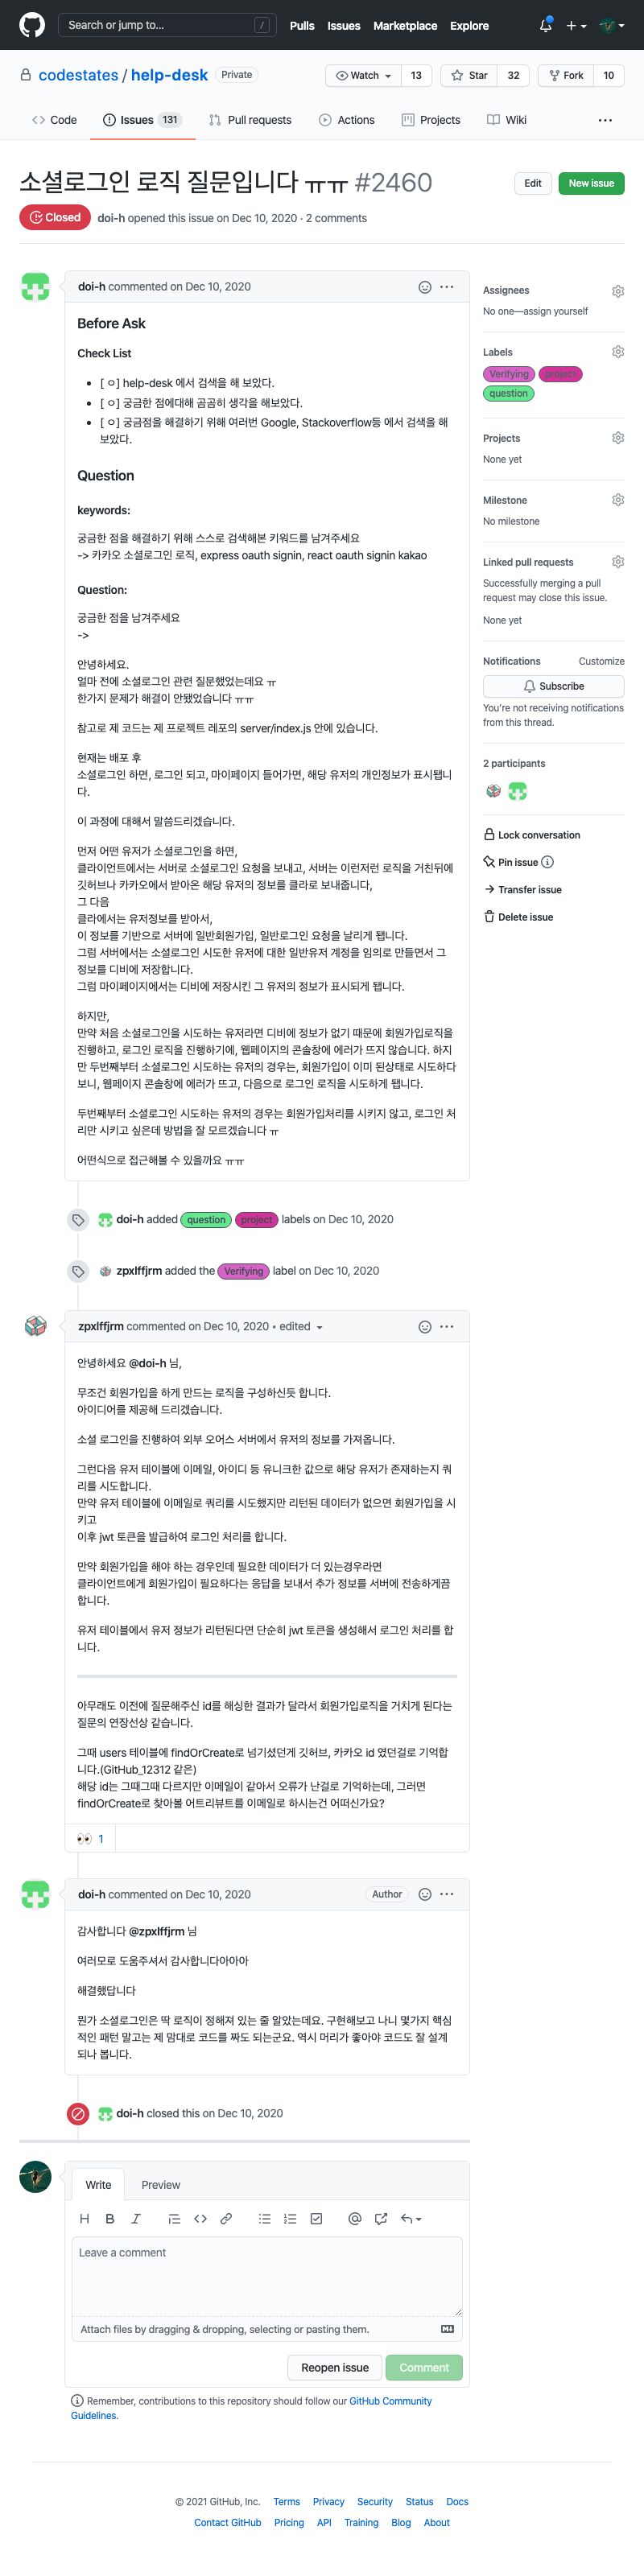 Search or jump to... /
Pulls Issues Marketplace Explore
codestates / help-desk Private
Watch 13 Star 32 Fork 10
Code Issues 131 Pull requests Actions Projects Wiki
소셜로그인 로직 질문입니다 ㅠㅠ #2460
Edit New issue
Closed doi-h opened this issue on Dec 10, 2020 · 2 comments
doi-h commented on Dec 10, 2020
Before Ask
Check List
[ ㅇ] help-desk 에서 검색을 해 보았다.
[ ㅇ] 궁금한 점에대해 곰곰히 생각을 해보았다.
[ ㅇ] 궁금점을 해결하기 위해 여러번 Google, Stackoverflow등 에서 검색을 해
보았다.
Question
keywords:
궁금한 점을 해결하기 위해 스스로 검색해본 키워드를 남겨주세요
-> 카카오 소셜로그인 로직, express oauth signin, react oauth signin kakao
Question:
궁금한 점을 남겨주세요
->
안녕하세요.
얼마 전에 소셜로그인 관련 질문했었는데요 ㅠ
한가지 문제가 해결이 안됐었습니다 ㅠㅠ
참고로 제 코드는 제 프로젝트 레포의 server/index.js 안에 있습니다.
현재는 배포 후
소셜로그인 하면, 로그인 되고, 마이페이지 들어가면, 해당 유저의 개인정보가 표시됩니
다.
이 과정에 대해서 말씀드리겠습니다.
먼저 어떤 유저가 소셜로그인을 하면,
클라이언트에서는 서버로 소셜로그인 요청을 보내고, 서버는 이런저런 로직을 거친뒤에
깃허브나 카카오에서 받아온 해당 유저의 정보를 클라로 보내줍니다,
그 다음
클라에서는 유저정보를 받아서,
이 정보를 기반으로 서버에 일반회원가입, 일반로그인 요청을 날리게 됩니다.
그럼 서버에서는 소셜로그인 시도한 유저에 대한 일반유저 계정을 임의로 만들면서 그
정보를 디비에 저장합니다.
그럼 마이페이지에서는 디비에 저장시킨 그 유저의 정보가 표시되게 됩니다.
하지만,
만약 처음 소셜로그인을 시도하는 유저라면 디비에 정보가 없기 때문에 회원가입로직을
진행하고, 로그인 로직을 진행하기에, 웹페이지의 콘솔창에 에러가 뜨지 않습니다. 하지
만 두번째부터 소셜로그인 시도하는 유저의 경우는, 회원가입이 이미 된상태로 시도하다
보니, 웹페이지 콘솔창에 에러가 뜨고, 다음으로 로그인 로직을 시도하게 됩니다.
두번째부터 소셜로그인 시도하는 유저의 경우는 회원가입처리를 시키지 않고, 로그인 처
리만 시키고 싶은데 방법을 잘 모르겠습니다 ㅠ
어떤식으로 접근해볼 수 있을까요 ㅠㅠ
doi-h added question project labels on Dec 10, 2020
zpxlffjrm added the Verifying label on Dec 10, 2020
zpxlffjrm commented on Dec 10, 2020 • edited
안녕하세요 @doi-h 님,
무조건 회원가입을 하게 만드는 로직을 구성하신듯 합니다.
아이디어를 제공해 드리겠습니다.
소셜 로그인을 진행하여 외부 오어스 서버에서 유저의 정보를 가져옵니다.
그런다음 유저 테이블에 이메일, 아이디 등 유니크한 값으로 해당 유저가 존재하는지 쿼
리를 시도합니다.
만약 유저 테이블에 이메일로 쿼리를 시도했지만 리턴된 데이터가 없으면 회원가입을 시
키고
이후 jwt 토큰을 발급하여 로그인 처리를 합니다.
만약 회원가입을 해야 하는 경우인데 필요한 데이터가 더 있는경우라면
클라이언트에게 회원가입이 필요하다는 응답을 보내서 추가 정보를 서버에 전송하게끔
합니다.
유저 테이블에서 유저 정보가 리턴된다면 단순히 jwt 토큰을 생성해서 로그인 처리를 합
니다.
아무래도 이전에 질문해주신 id를 해싱한 결과가 달라서 회원가입로직을 거치게 된다는
질문의 연장선상 같습니다.
그때 users 테이블에 findOrCreate로 넘기셨던게 깃허브, 카카오 id 였던걸로 기억합
니다.(GitHub_12312 같은)
해당 id는 그때그때 다르지만 이메일이 같아서 오류가 난걸로 기억하는데, 그러면
findOrCreate로 찾아볼 어트리뷰트를 이메일로 하시는건 어떠신가요?
👀 1
doi-h commented on Dec 10, 2020 Author
감사합니다 @zpxlffjrm 님
여러모로 도움주셔서 감사합니다아아아
해결했답니다
뭔가 소셜로그인은 딱 로직이 정해져 있는 줄 알았는데요. 구현해보고 나니 몇가지 핵심
적인 패턴 말고는 제 맘대로 코드를 짜도 되는군요. 역시 머리가 좋아야 코드도 잘 설계
되나 봅니다.
doi-h closed this on Dec 10, 2020
Write Preview
Leave a comment
Attach files by dragging & dropping, selecting or pasting them.
Reopen issue Comment
Remember, contributions to this repository should follow our GitHub Community
Guidelines.
Assignees
No one—assign yourself
Labels
Verifying project
question
Projects
None yet
Milestone
No milestone
Linked pull requests
Successfully merging a pull
request may close this issue.
None yet
Notifications Customize
Subscribe
You're not receiving notifications
from this thread.
2 participants
Lock conversation
Pin issue
Transfer issue
Delete issue
© 2021 GitHub, Inc. Terms Privacy Security Status Docs
Contact GitHub Pricing API Training Blog About